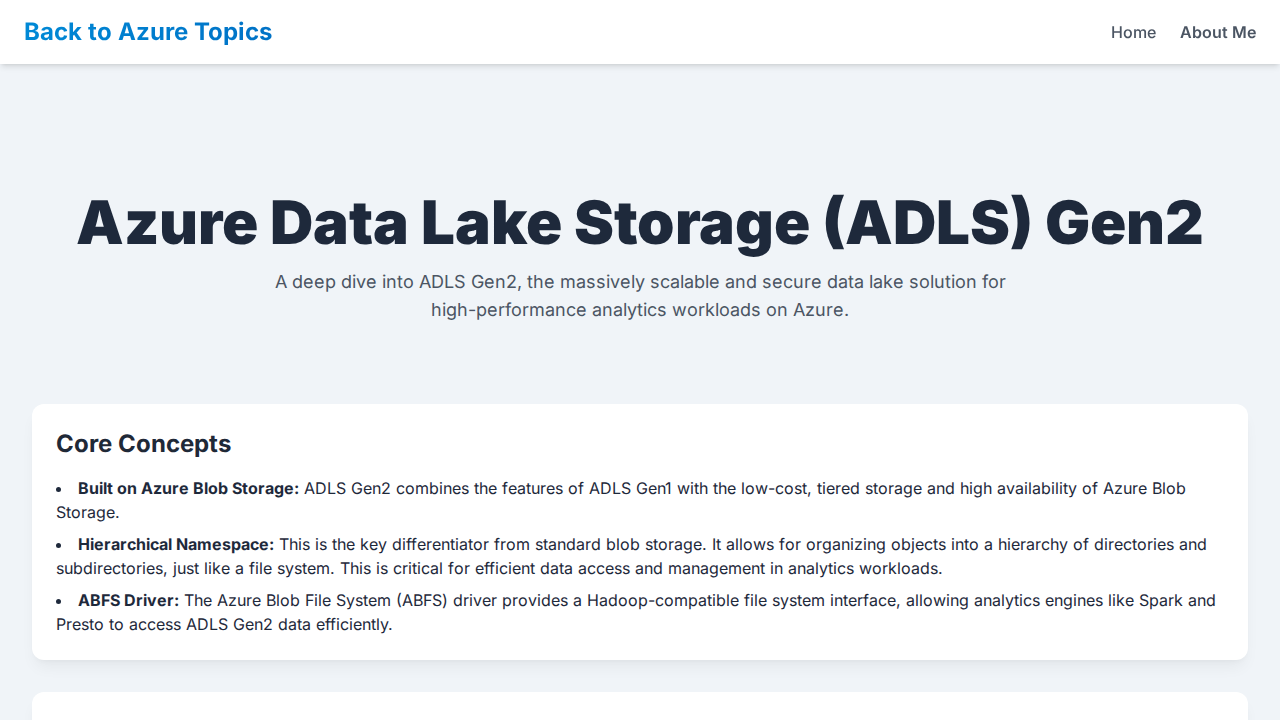 Back to Azure Topics
Home
About Me
Azure Data Lake Storage (ADLS) Gen2
A deep dive into ADLS Gen2, the massively scalable and secure data lake solution for
high-performance analytics workloads on Azure.
Core Concepts
• Built on Azure Blob Storage: ADLS Gen2 combines the features of ADLS Gen1 with the low-cost, tiered storage and high availability of Azure Blob
Storage.
• Hierarchical Namespace: This is the key differentiator from standard blob storage. It allows for organizing objects into a hierarchy of directories and
subdirectories, just like a file system. This is critical for efficient data access and management in analytics workloads.
• ABFS Driver: The Azure Blob File System (ABFS) driver provides a Hadoop-compatible file system interface, allowing analytics engines like Spark and
Presto to access ADLS Gen2 data efficiently.